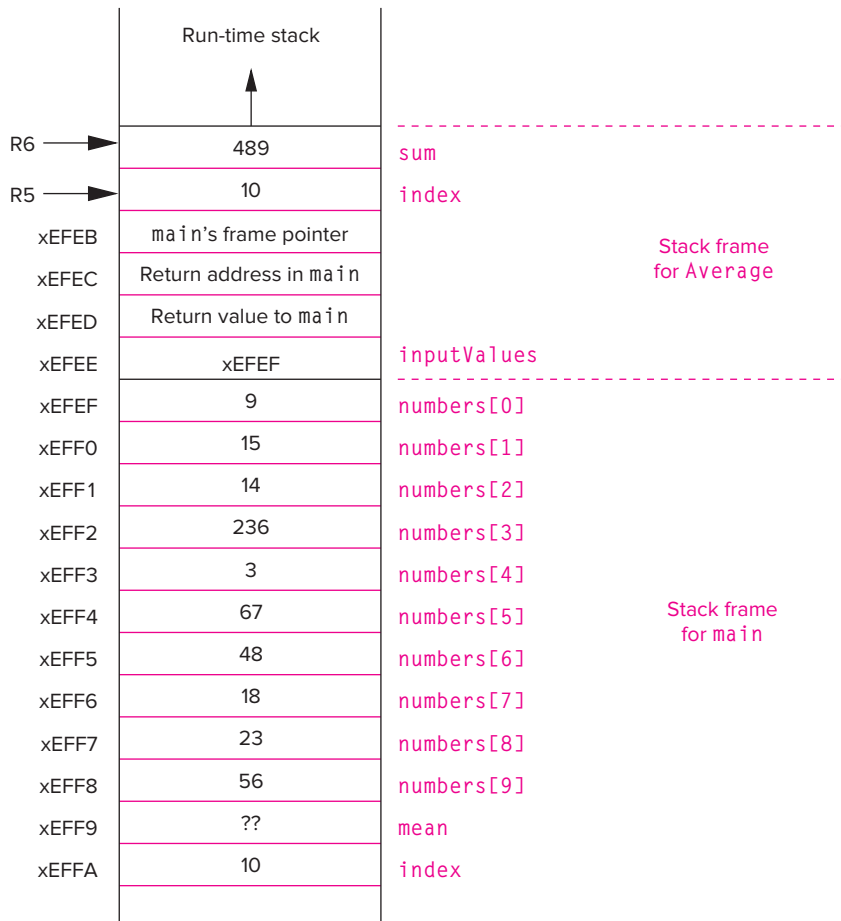 Run-time stack
R6 489 sum
R5 10 index
xEFEB main's frame pointer
Stack frame
for Average
xEFEC Return address in main
xEFED Return value to main
xEFEE xEFEF inputValues
xEFEF 9 numbers[0]
xEFF0 15 numbers[1]
xEFF1 14 numbers[2]
xEFF2 236 numbers[3]
xEFF3 3 numbers[4]
xEFF4 67 numbers[5]
Stack frame
for main
xEFF5 48 numbers[6]
xEFF6 18 numbers[7]
xEFF7 23 numbers[8]
xEFF8 56 numbers[9]
xEFF9 ?? mean
xEFFA 10 index